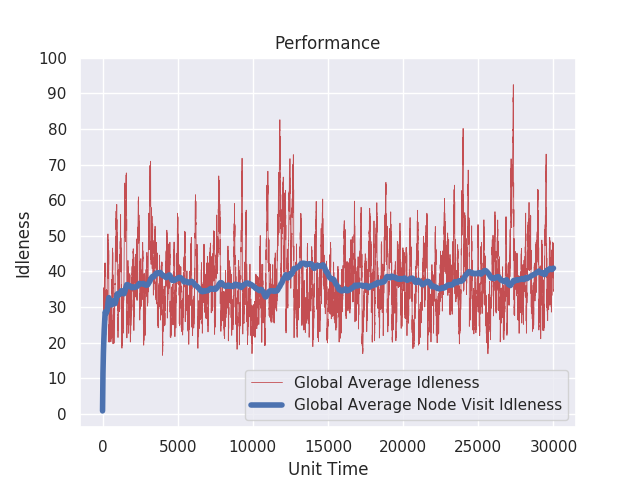 Performance
100
90
80
70
60
50
40
30
20
10
0
Idleness
Global Average Idleness
Global Average Node Visit Idleness
0 5000 10000 15000 20000 25000 30000
Unit Time